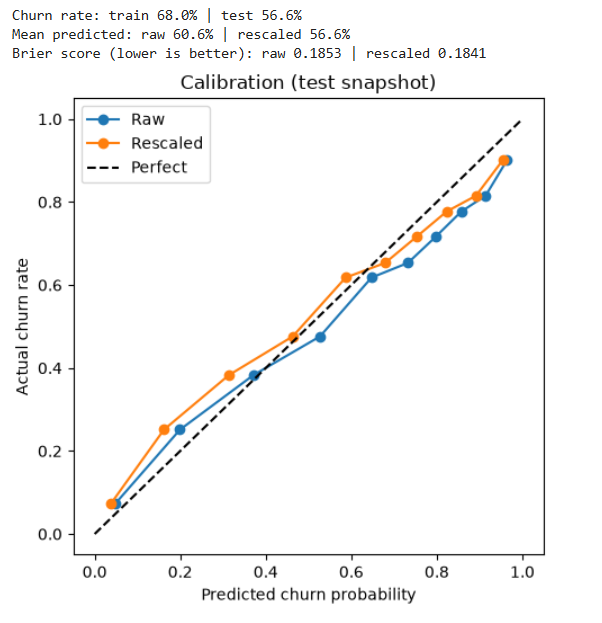 Churn rate: train 68.0% | test 56.6%
Mean predicted: raw 60.6% | rescaled 56.6%
Brier score (lower is better): raw 0.1853 | rescaled 0.1841
Calibration (test snapshot)
Raw
Rescaled
Perfect
1.0
0.8
0.6
0.4
0.2
0.0
Actual churn rate
0.0 0.2 0.4 0.6 0.8 1.0
Predicted churn probability